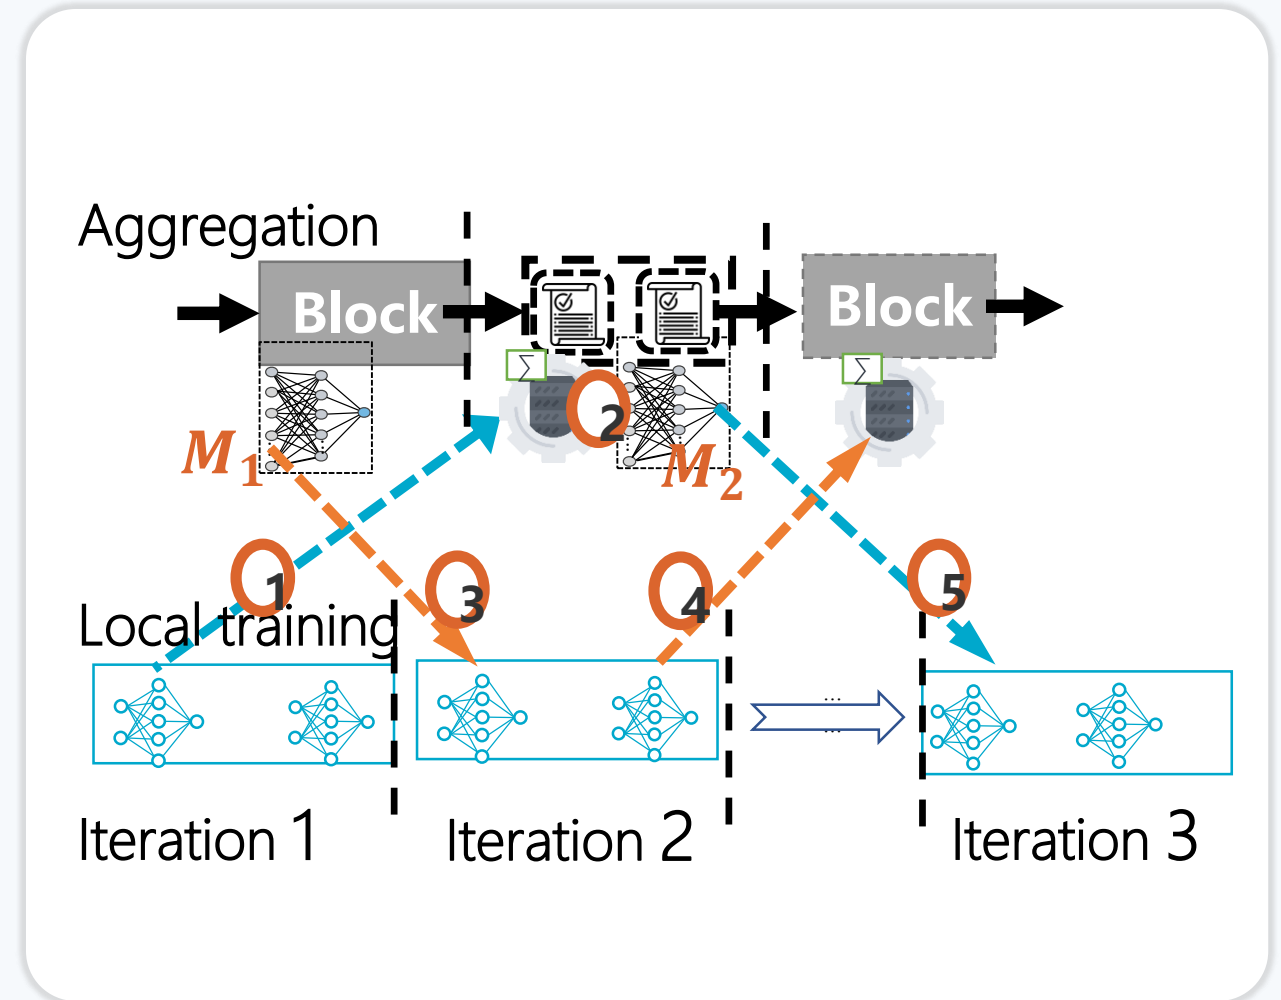 Aggregation
Block
Block
∑
∑
M1
2
M2
1
3
4
5
Local training
...
...
Iteration 1
Iteration 2
Iteration 3